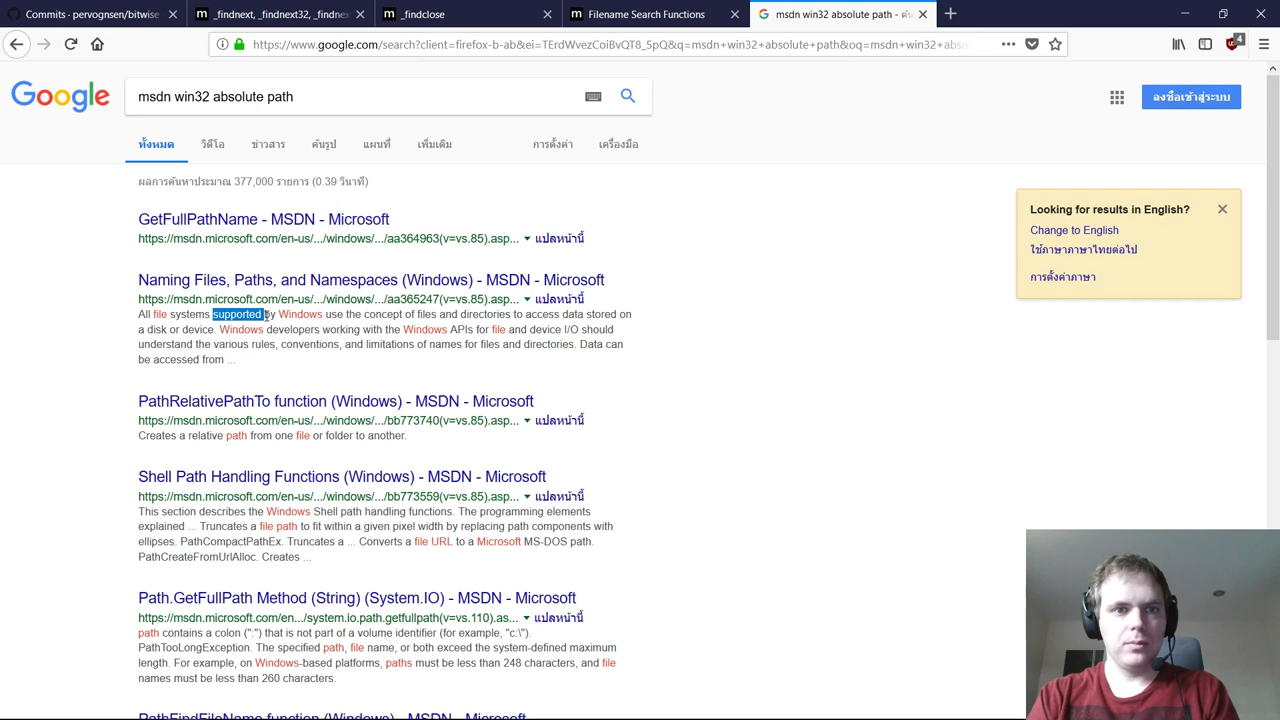 Commits · pervognsen/bitwise
_findnext, _findnext32, _findnex
_findclose
Filename Search Functions
msdn win32 absolute path - ค้น
https://www.google.com/search?client=firefox-b-ab&ei=TErdWvezCoiBvQT8_5pQ&q=msdn+win32+absolute+path&oq=msdn+win32+abso
4
Google
msdn win32 absolute path
ลงชื่อเข้าสู่ระบบ
ทั้งหมด วิดีโอ ข่าวสาร ค้นรูป แผนที่ เพิ่มเติม การตั้งค่า เครื่องมือ
ผลการค้นหาประมาณ 377,000 รายการ (0.39 วินาที)
GetFullPathName - MSDN - Microsoft
https://msdn.microsoft.com/en-us/.../windows/.../aa364963(v=vs.85).asp... แปลหน้านี้
Naming Files, Paths, and Namespaces (Windows) - MSDN - Microsoft
https://msdn.microsoft.com/en-us/.../windows/.../aa365247(v=vs.85).asp... แปลหน้านี้
All file systems supported by Windows use the concept of files and directories to access data stored on
a disk or device. Windows developers working with the Windows APIs for file and device I/O should
understand the various rules, conventions, and limitations of names for files and directories. Data can
be accessed from ...
PathRelativePathTo function (Windows) - MSDN - Microsoft
https://msdn.microsoft.com/en-us/.../windows/.../bb773740(v=vs.85).asp... แปลหน้านี้
Creates a relative path from one file or folder to another.
Shell Path Handling Functions (Windows) - MSDN - Microsoft
https://msdn.microsoft.com/en-us/.../windows/.../bb773559(v=vs.85).asp... แปลหน้านี้
This section describes the Windows Shell path handling functions. The programming elements
explained ... Truncates a file path to fit within a given pixel width by replacing path components with
ellipses. PathCompactPathEx. Truncates a ... Converts a file URL to a Microsoft MS-DOS path.
PathCreateFromUrlAlloc. Creates ...
Path.GetFullPath Method (String) (System.IO) - MSDN - Microsoft
https://msdn.microsoft.com/en.../system.io.path.getfullpath(v=vs.110).as... แปลหน้านี้
path contains a colon (":") that is not part of a volume identifier (for example, "c:\").
PathTooLongException. The specified path, file name, or both exceed the system-defined maximum
length. For example, on Windows-based platforms, paths must be less than 248 characters, and file
names must be less than 260 characters.
PathFindFileName function (Windows) - MSDN - Microsoft
Looking for results in English?
Change to English
ใช้ภาษาภาษาไทยต่อไป
การตั้งค่าภาษา